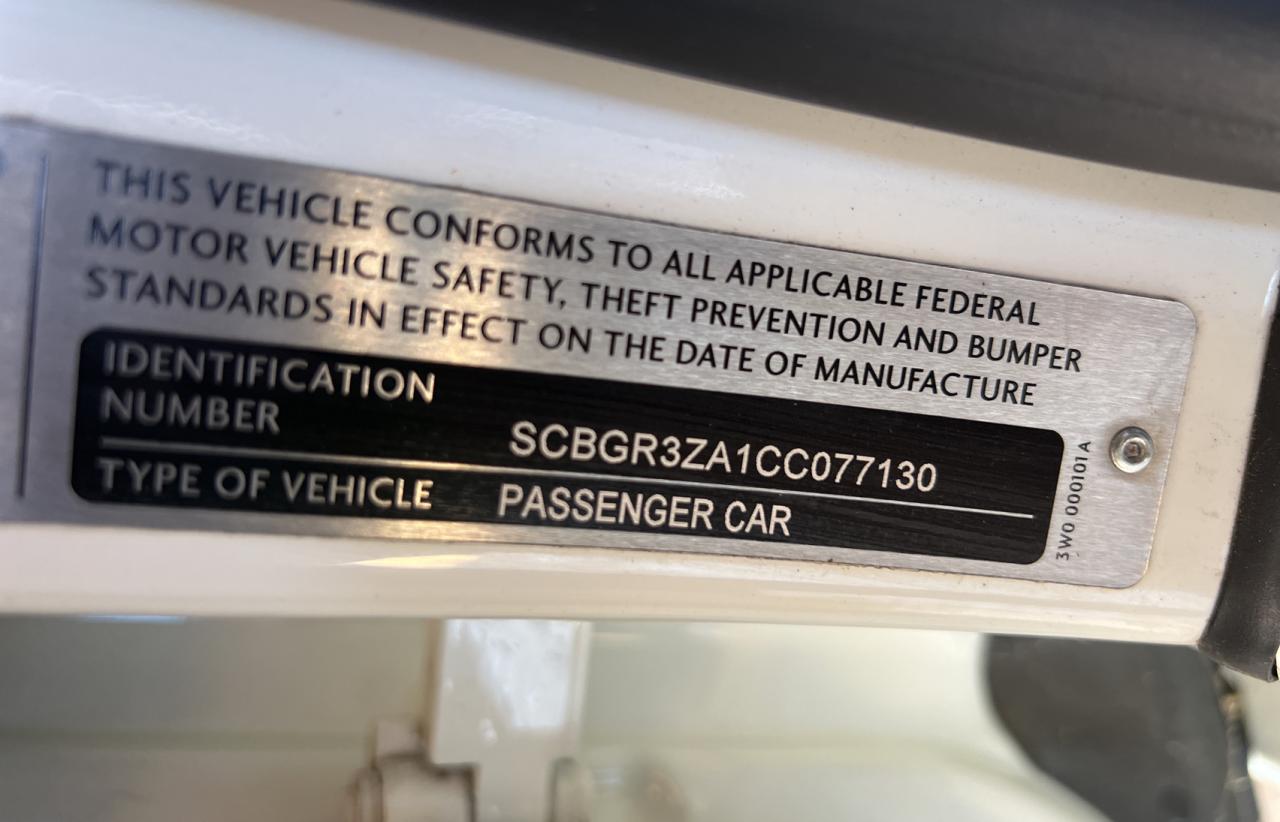 THIS VEHICLE CONFORMS TO ALL APPLICABLE FEDERAL
MOTOR VEHICLE SAFETY, THEFT PREVENTION AND BUMPER
STANDARDS IN EFFECT ON THE DATE OF MANUFACTURE
IDENTIFICATION
NUMBER
SCBGR3ZA1CC077130
TYPE OF VEHICLE PASSENGER CAR
3W0 000101 A